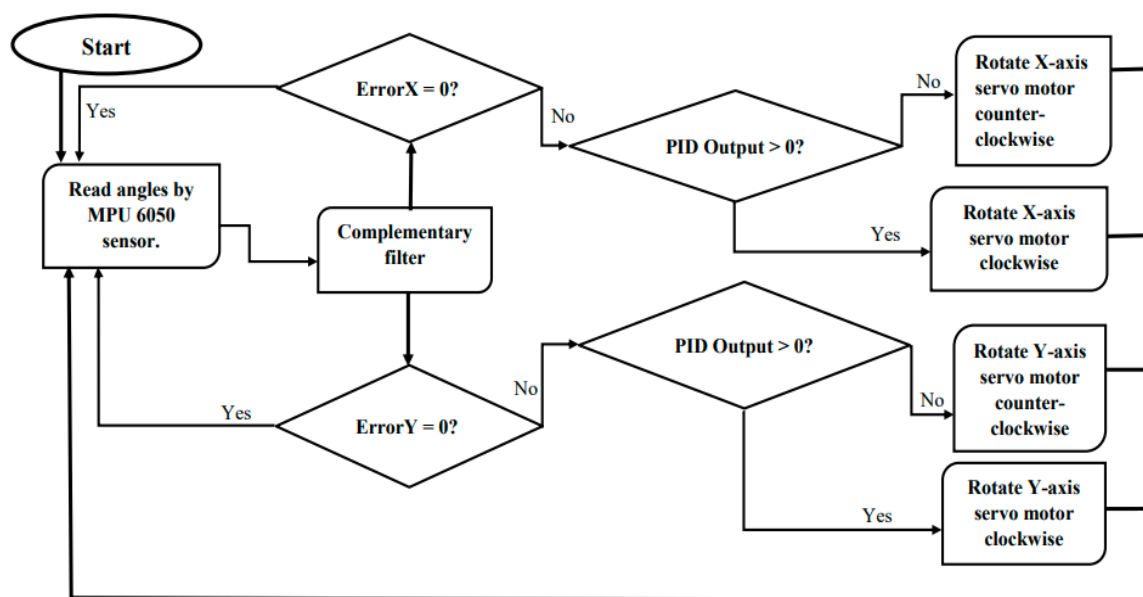 Start
ErrorX = 0?
Yes
No
PID Output > 0?
No
Rotate X-axis
servo motor
counter-
clockwise
Read angles by
MPU 6050
sensor.
Complementary
filter
Yes
Rotate X-axis
servo motor
clockwise
PID Output > 0?
No
Yes
ErrorY = 0?
No
Rotate Y-axis
servo motor
counter-
clockwise
Yes
Rotate Y-axis
servo motor
clockwise